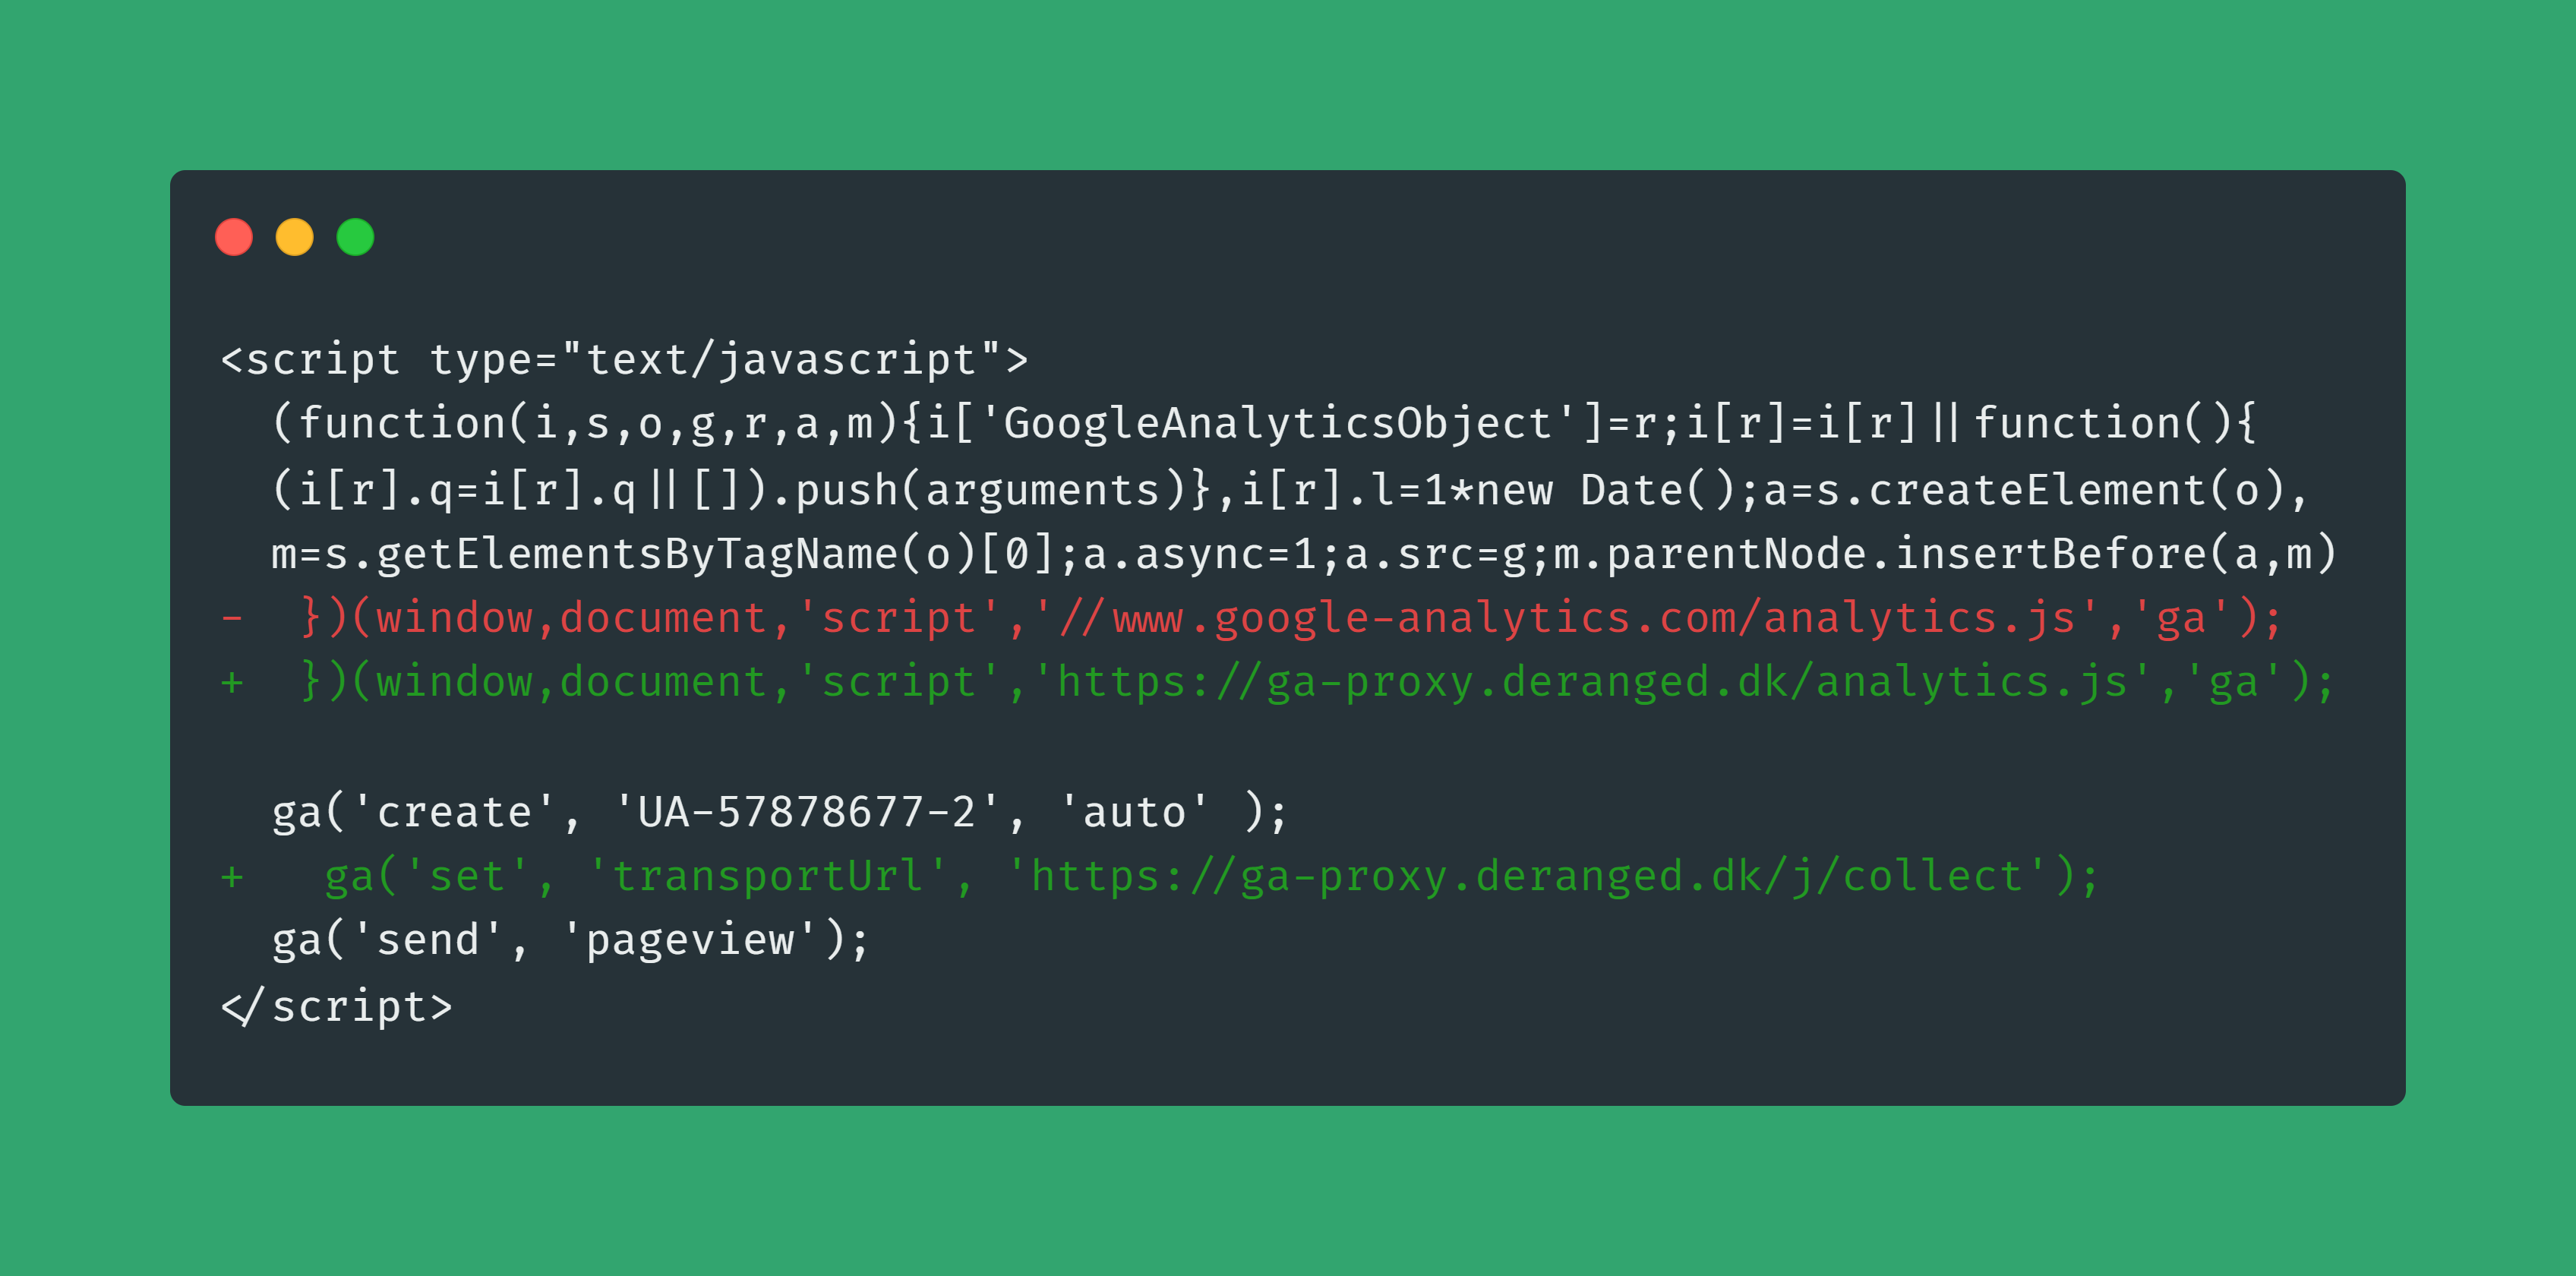 <script type="text/javascript">
  (function(i,s,o,g,r,a,m){i['GoogleAnalyticsObject']=r;i[r]=i[r]||function(){
  (i[r].q=i[r].q||[]).push(arguments)},i[r].l=1*new Date();a=s.createElement(o),
  m=s.getElementsByTagName(o)[0];a.async=1;a.src=g;m.parentNode.insertBefore(a,m)
-  })(window,document,'script','//www.google-analytics.com/analytics.js','ga');
+  })(window,document,'script','https://ga-proxy.deranged.dk/analytics.js','ga');
  ga('create', 'UA-57878677-2', 'auto' );
+   ga('set', 'transportUrl', 'https://ga-proxy.deranged.dk/j/collect');
  ga('send', 'pageview');
</script>